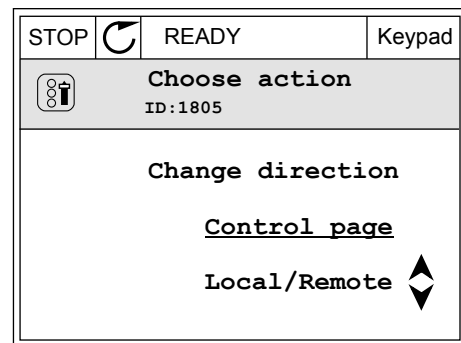 STOP READY Keypad
Choose action
ID:1805
Change direction
Control page
Local/Remote